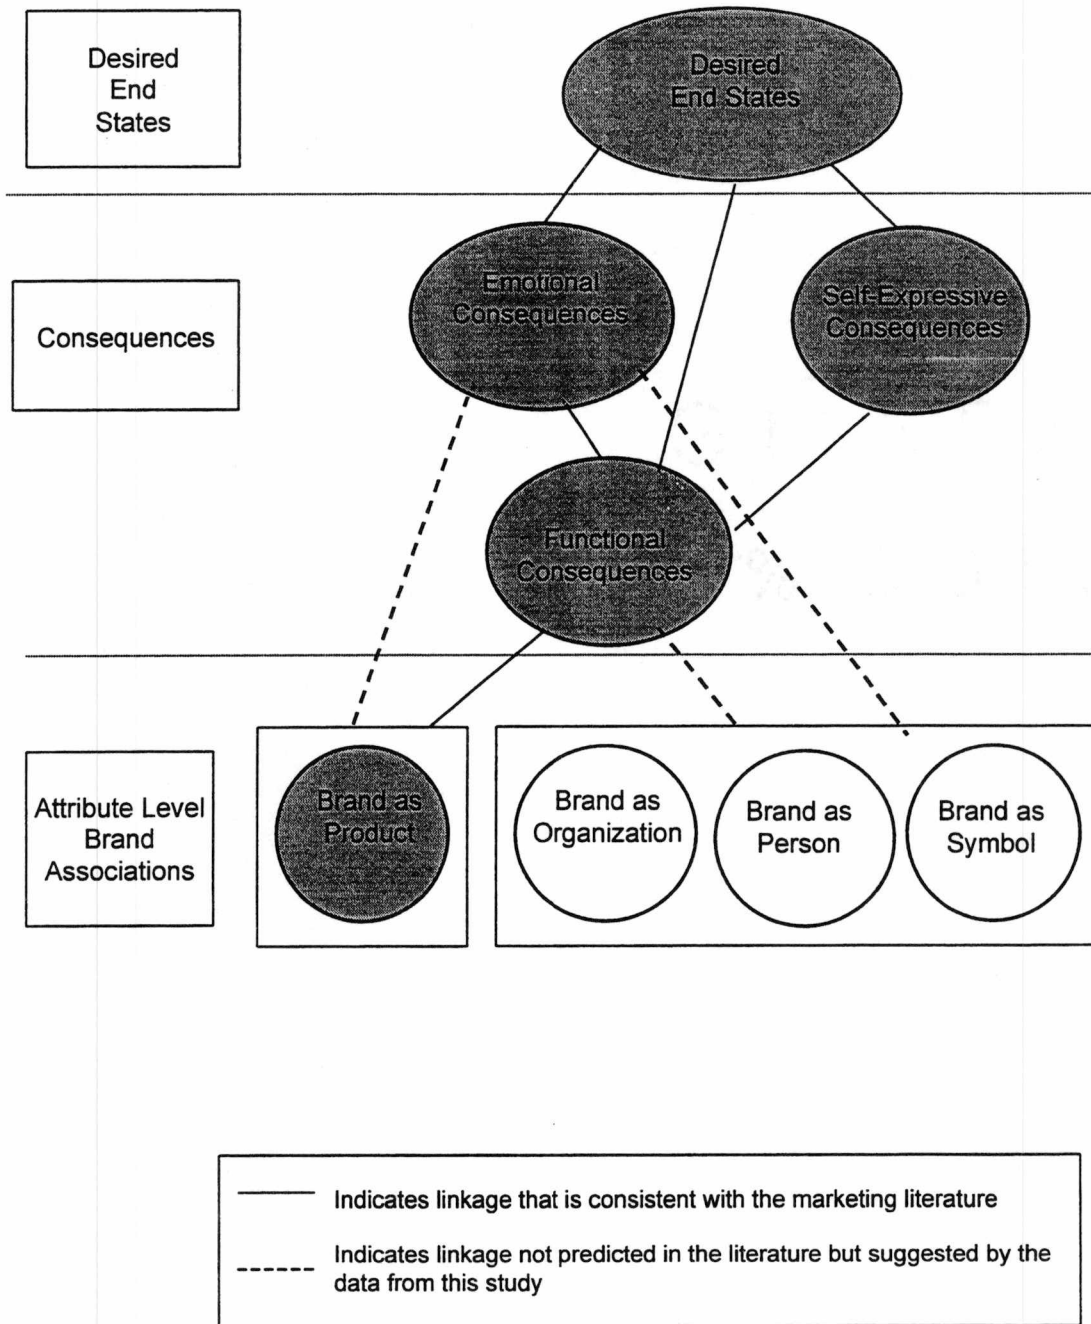 Desired
End
States
Desired
End States
Consequences
Emotional
Consequences
Self-Expressive
Consequences
Functional
Consequences
Attribute Level
Brand
Associations
Brand as
Product
Brand as
Organization
Brand as
Person
Brand as
Symbol
Indicates linkage that is consistent with the marketing literature
Indicates linkage not predicted in the literature but suggested by the
data from this study